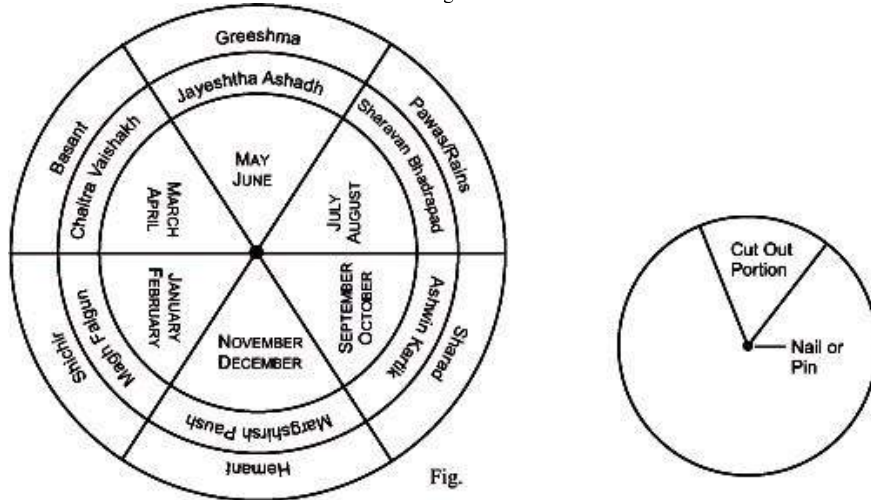 Greeshma
Jayeshtha Ashadh
MAY
JUNE
Pawas/Rains
Sharavan Bhadrapad
JULY
AUGUST
Sharad
Ashwin Kartik
SEPTEMBER
OCTOBER
Hemant
Margshirsh Paush
NOVEMBER
DECEMBER
Shichir
Magh Falgun
JANUARY
FEBRUARY
Basant
Chaitra Vaishakh
MARCH
APRIL
Fig.
Cut Out
Portion
Nail or
Pin